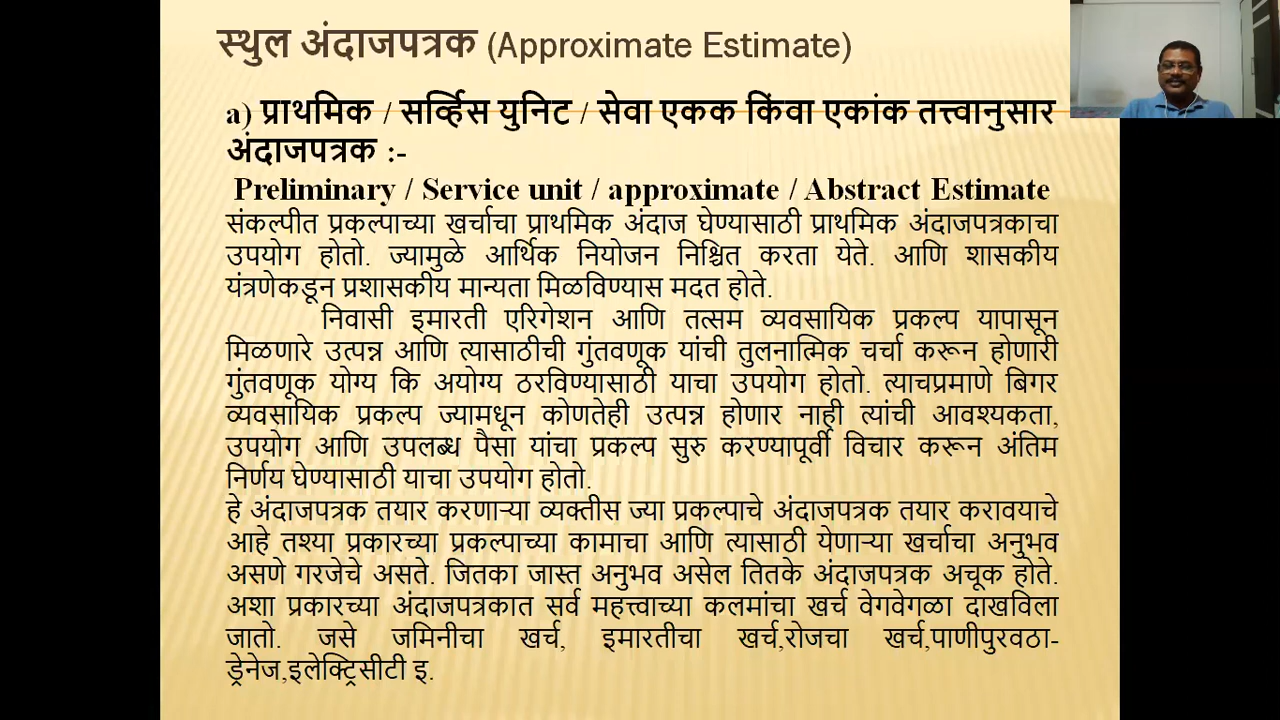 स्थुल अंदाजपत्रक (Approximate Estimate)
a) प्राथमिक / सर्व्हिस युनिट / सेवा एकक किंवा एकांक तत्त्वानुसार
अंदाजपत्रक :-
Preliminary / Service unit / approximate / Abstract Estimate
संकल्पीत प्रकल्पाच्या खर्चाचा प्राथमिक अंदाज घेण्यासाठी प्राथमिक अंदाजपत्रकाचा
उपयोग होतो. ज्यामुळे आर्थिक नियोजन निश्चित करता येते. आणि शासकीय
यंत्रणेकडून प्रशासकीय मान्यता मिळविण्यास मदत होते.
निवासी इमारती एरिगेशन आणि तत्सम व्यवसायिक प्रकल्प यापासून
मिळणारे उत्पन्न आणि त्यासाठीची गुंतवणूक यांची तुलनात्मिक चर्चा करून होणारी
गुंतवणूक योग्य कि अयोग्य ठरविण्यासाठी याचा उपयोग होतो. त्याचप्रमाणे बिगर
व्यवसायिक प्रकल्प ज्यामधून कोणतेही उत्पन्न होणार नाही त्यांची आवश्यकता,
उपयोग आणि उपलब्ध पैसा यांचा प्रकल्प सुरु करण्यापूर्वी विचार करून अंतिम
निर्णय घेण्यासाठी याचा उपयोग होतो.
हे अंदाजपत्रक तयार करणाऱ्या व्यक्तीस ज्या प्रकल्पाचे अंदाजपत्रक तयार करावयाचे
आहे तश्या प्रकारच्या प्रकल्पाच्या कामाचा आणि त्यासाठी येणाऱ्या खर्चाचा अनुभव
असणे गरजेचे असते. जितका जास्त अनुभव असेल तितके अंदाजपत्रक अचूक होते.
अशा प्रकारच्या अंदाजपत्रकात सर्व महत्त्वाच्या कलमांचा खर्च वेगवेगळा दाखविला
जातो. जसे जमिनीचा खर्च, इमारतीचा खर्च,रोजचा खर्च,पाणीपुरवठा-
ड्रेनेज,इलेक्ट्रिसीटी इ.